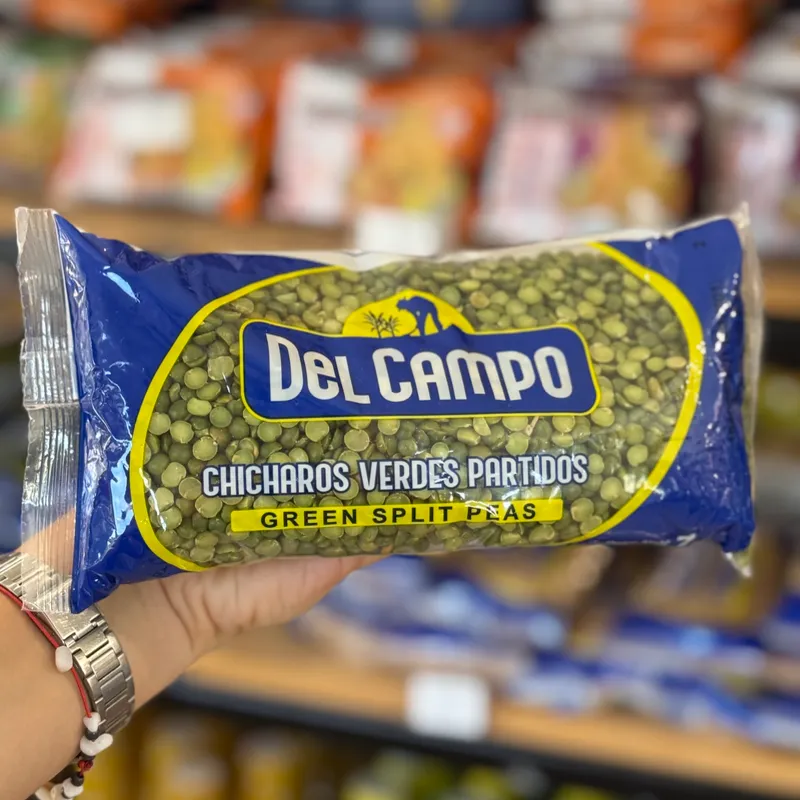 DEL CAMPO
CHICHAROS VERDES PARTIDOS
GREEN SPLIT PEAS